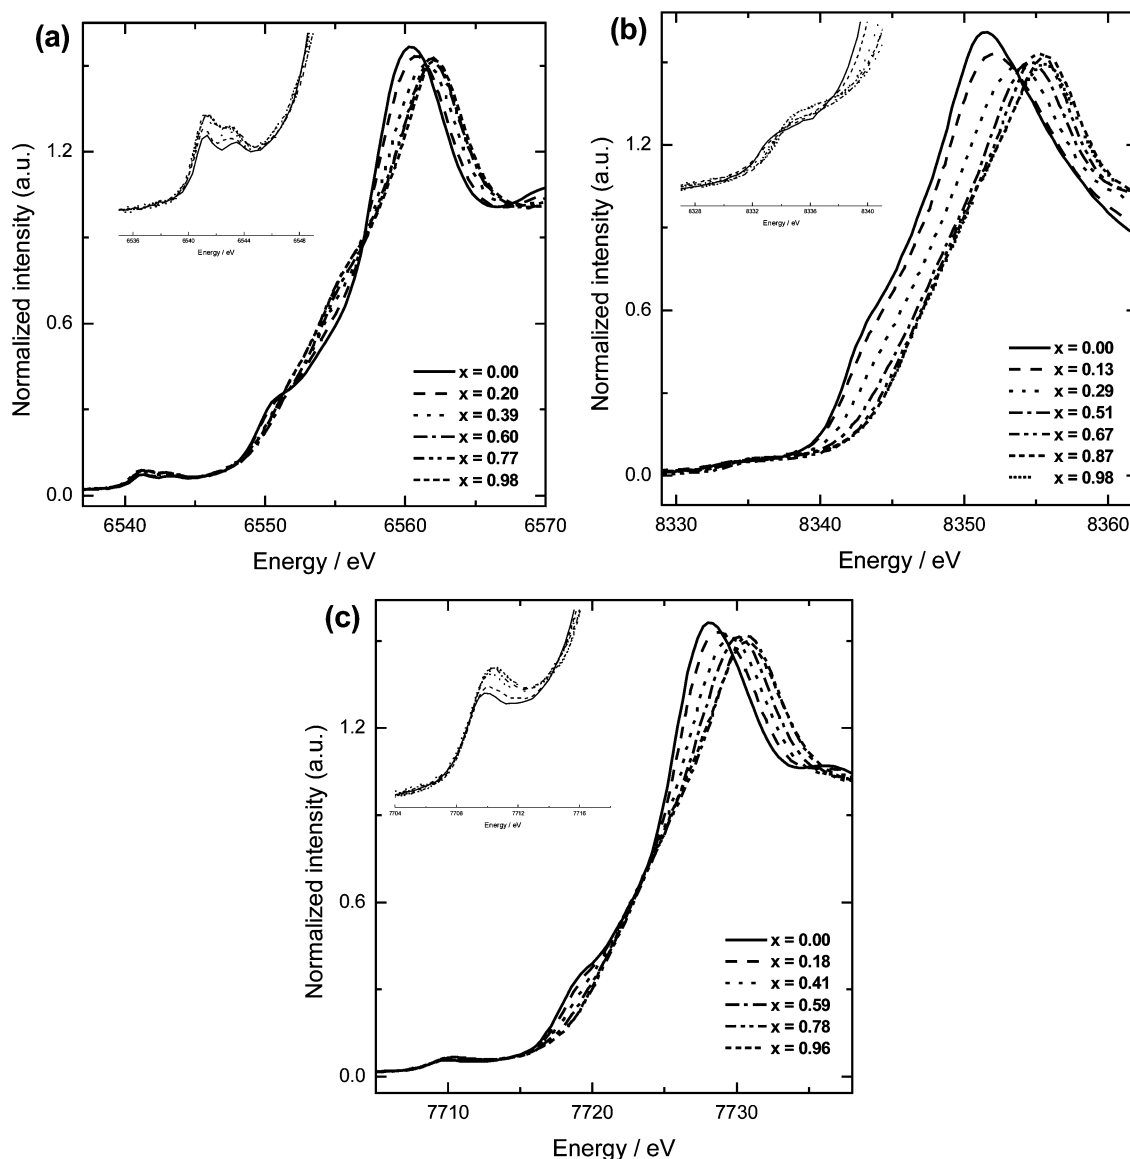 (a)
Normalized intensity (a.u.)
1.2
0.6
0.0
6536 6540 6544 6548
Energy / eV
x = 0.00
x = 0.20
x = 0.39
x = 0.60
x = 0.77
x = 0.98
6540 6550 6560 6570
Energy / eV
(b)
Normalized intensity (a.u.)
1.2
0.6
0.0
8328 8332 8336 8340
Energy / eV
x = 0.00
x = 0.13
x = 0.29
x = 0.51
x = 0.67
x = 0.87
x = 0.98
8330 8340 8350 8360
Energy / eV
(c)
Normalized intensity (a.u.)
1.2
0.6
0.0
7704 7708 7712 7716
Energy / eV
x = 0.00
x = 0.18
x = 0.41
x = 0.59
x = 0.78
x = 0.96
7710 7720 7730
Energy / eV